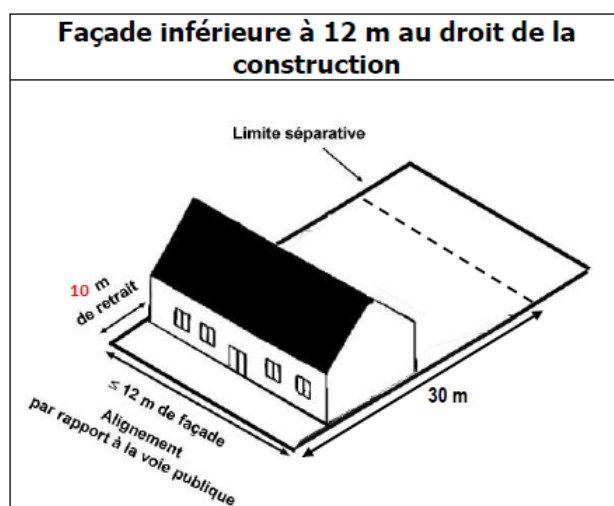 Façade inférieure à 12 m au droit de la
construction
Limite séparative
10 m
de retrait
≤ 12 m de façade
Alignement
par rapport à la voie publique
30 m